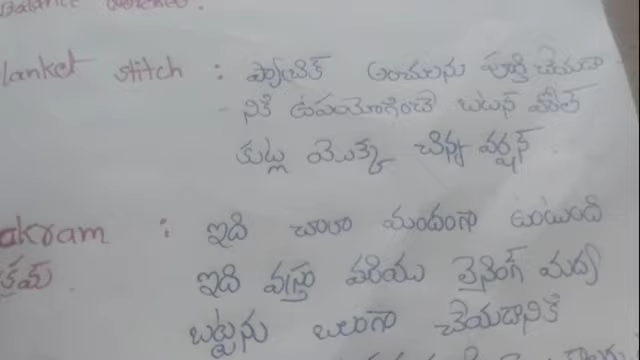 Balance
lanket stitch : ఫ్యాబ్రిక్ అంచులను పూర్తి చేయడా
- నికి ఉపయోగించే బటన్ హోల్
కుట్టు యొక్క చిన్న వర్షన్ .
akram : ఇది చాలా మందంగా ఉంటుంది
క్రమ్ . ఇది వస్త్రం మరియు లైనింగ్ మధ్య
బట్టను బలంగా చేయడానికి